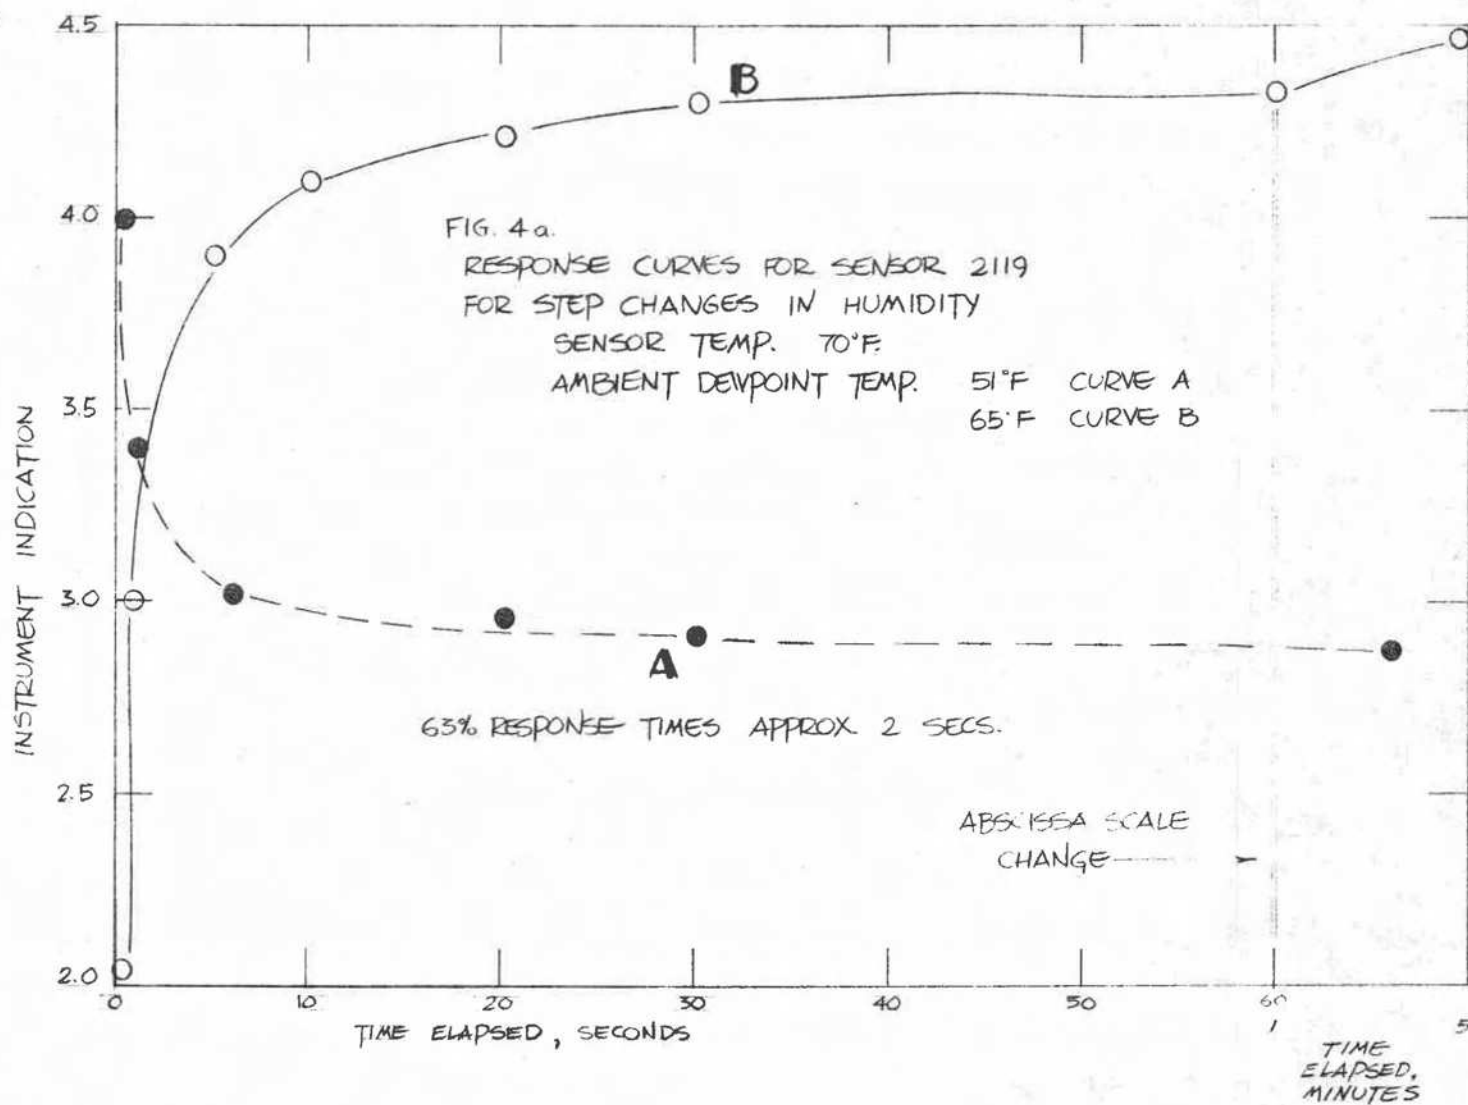 4.5
B
4.0
FIG. 4a.
RESPONSE CURVES FOR SENSOR 2119
FOR STEP CHANGES IN HUMIDITY
SENSOR TEMP. 70°F.
AMBIENT DEWPOINT TEMP. 51°F CURVE A
3.5
65°F CURVE B
INSTRUMENT INDICATION
3.0
A
63% RESPONSE TIMES APPROX 2 SECS.
2.5
ABSCISSA SCALE
CHANGE
2.0
0 10 20 30 40 50 60
1 5
TIME ELAPSED, SECONDS
TIME
ELAPSED,
MINUTES